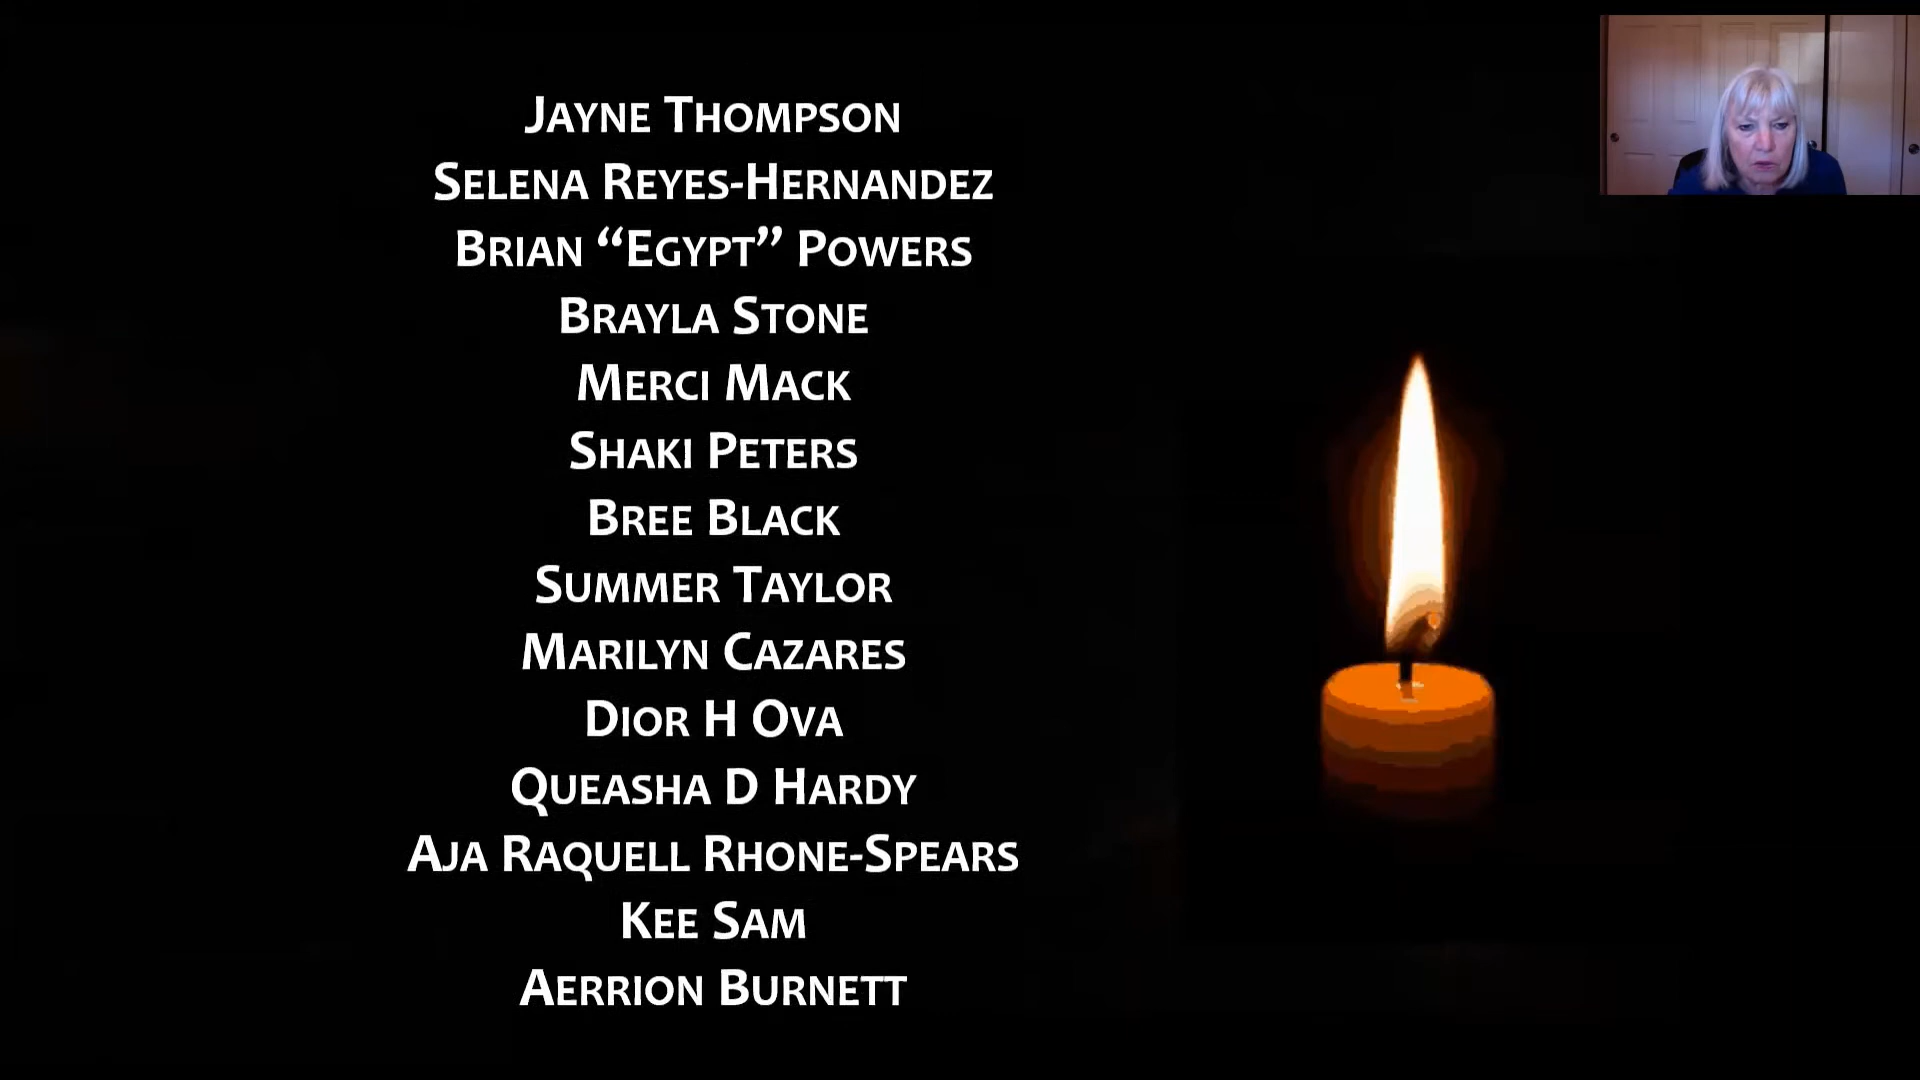 Jayne Thompson
Selena Reyes-Hernandez
Brian “Egypt” Powers
Brayla Stone
Merci Mack
Shaki Peters
Bree Black
Summer Taylor
Marilyn Cazares
Dior H Ova
Queasha D Hardy
Aja Raquell Rhone-Spears
Kee Sam
Aerrion Burnett